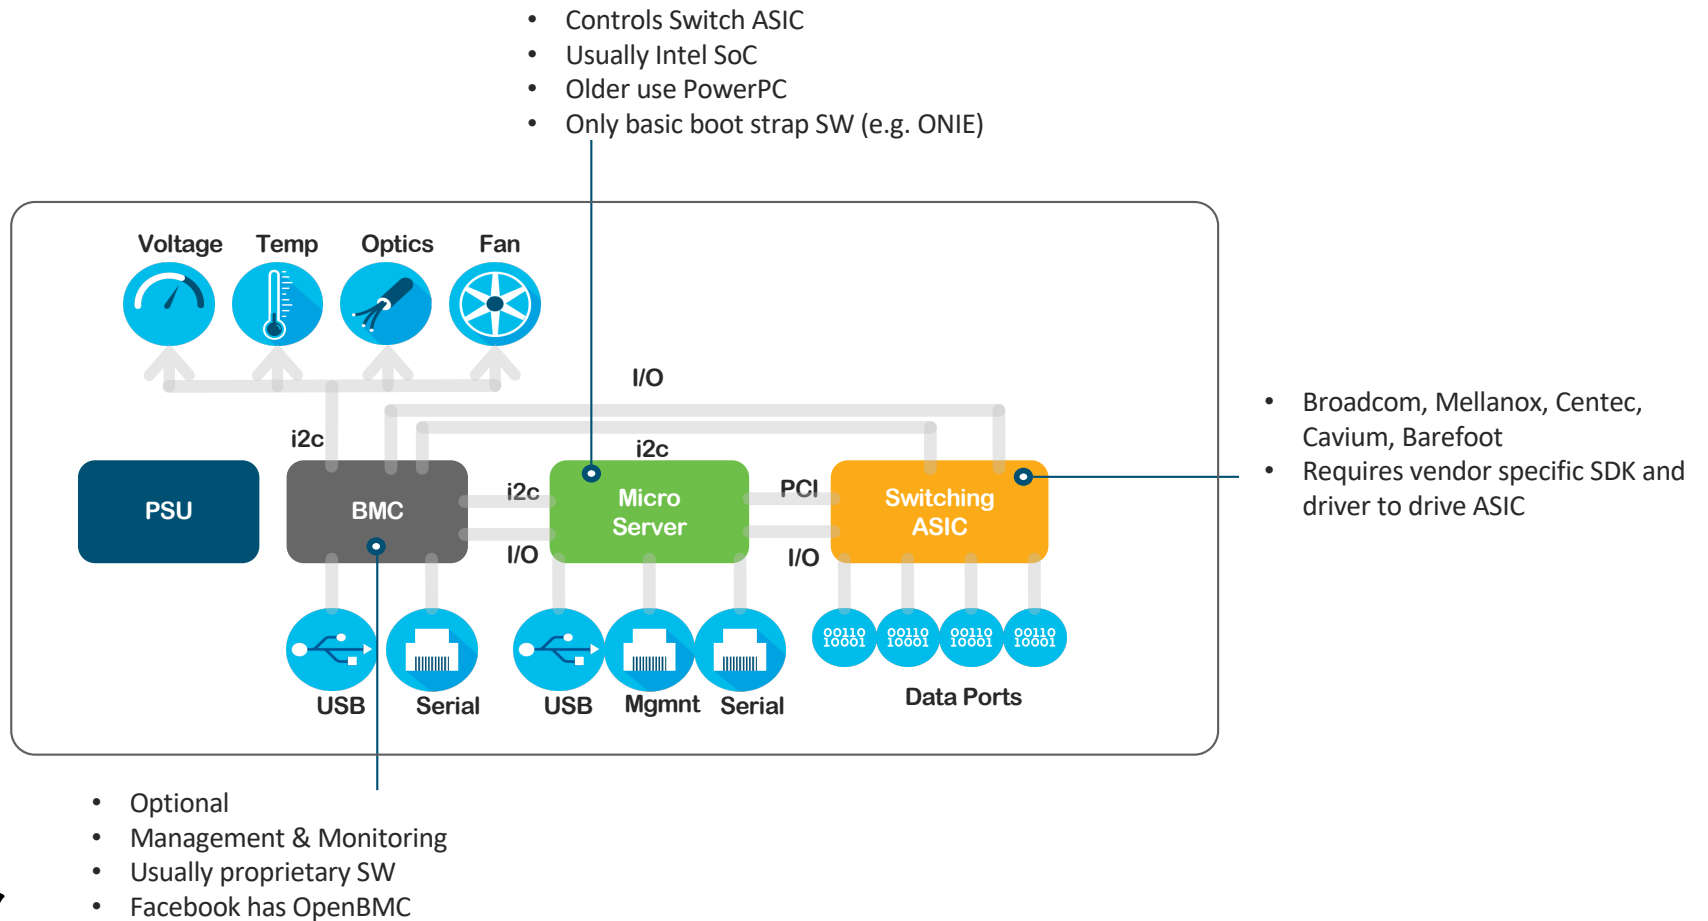 • Controls Switch ASIC
• Usually Intel SoC
• Older use PowerPC
• Only basic boot strap SW (e.g. ONIE)
Voltage Temp Optics Fan
I/O
i2c
i2c
PSU
BMC
i2c
I/O
Micro
Server
PCI
I/O
Switching
ASIC
• Broadcom, Mellanox, Centec,
Cavium, Barefoot
• Requires vendor specific SDK and
driver to drive ASIC
00110
10001
00110
10001
00110
10001
00110
10001
USB Serial USB Mgmnt Serial
Data Ports
• Optional
• Management & Monitoring
• Usually proprietary SW
• Facebook has OpenBMC